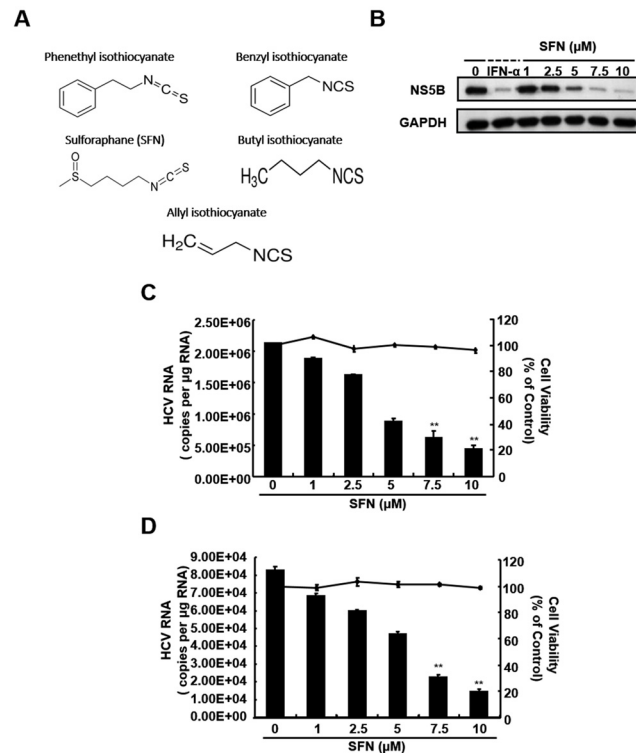 A
Phenethyl isothiocyanate
N=C=S
Benzyl isothiocyanate
NCS
Sulforaphane (SFN)
O
S
N=C=S
Butyl isothiocyanate
H₃C
NCS
Allyl isothiocyanate
H₂C
NCS
B
SFN (µM)
0 IFN-α 1 2.5 5 7.5 10
NS5B
GAPDH
C
HCV RNA
( copies per µg RNA)
2.50E+06
2.00E+06
1.50E+06
1.00E+06
5.00E+05
0.00E+00
**
**
120
100
80
60
40
20
0
Cell Viability
(% of Control)
0 1 2.5 5 7.5 10
SFN (µM)
D
HCV RNA
( copies per µg RNA)
9.00E+04
8.00E+04
7.00E+04
6.00E+04
5.00E+04
4.00E+04
3.00E+04
2.00E+04
1.00E+04
0.00E+00
**
**
120
100
80
60
40
20
0
Cell Viability
(% of Control)
0 1 2.5 5 7.5 10
SFN (µM)